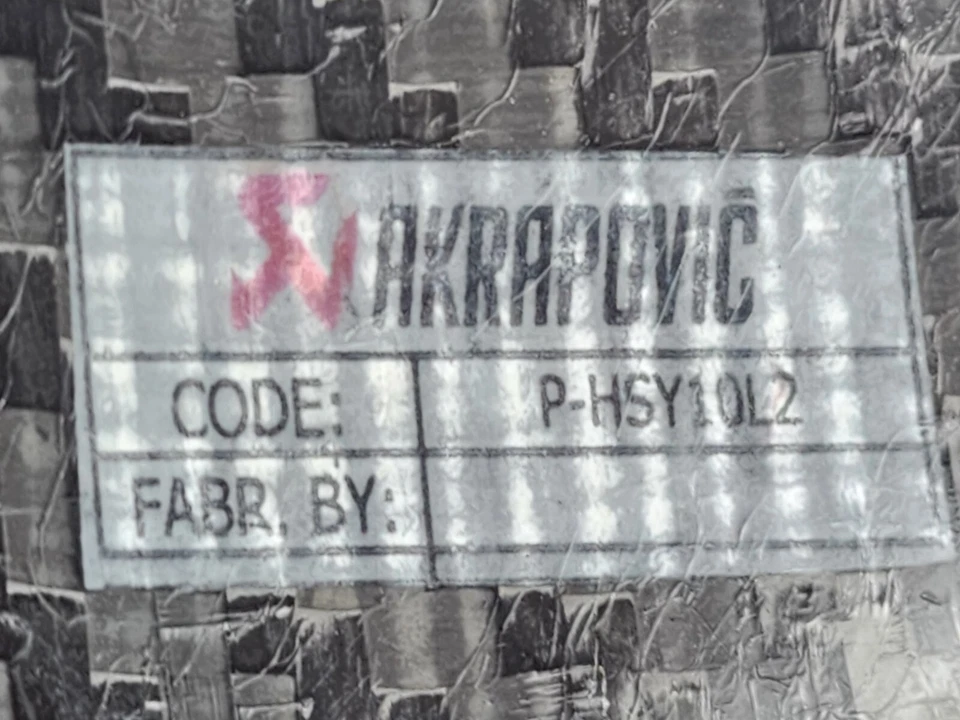 AKRAPOVIČ
CODE: P-HSY10L2
FABR. BY: